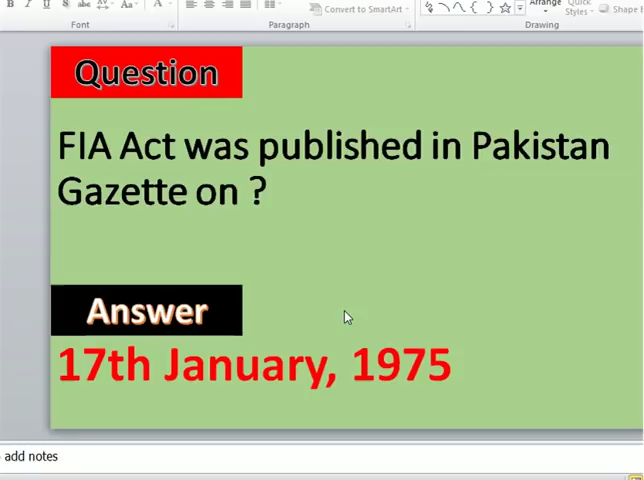 Convert to SmartArt
Arrange
Quick
Styles
Shape E
Font
Paragraph
Drawing
Question
FIA Act was published in Pakistan
Gazette on ?
Answer
17th January, 1975
add notes